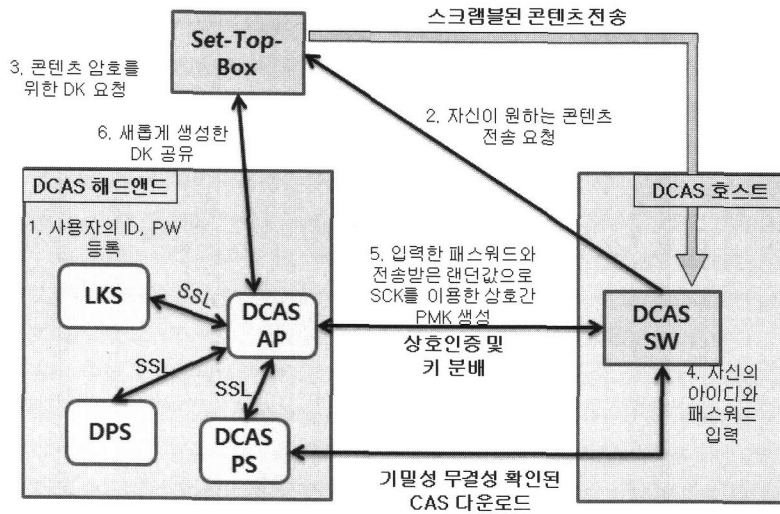 스크램블된 콘텐츠 전송
Set-Top-
Box
3. 콘텐츠 암호를
위한 DK 요청
2. 자신이 원하는 콘텐츠
전송 요청
6. 새롭게 생성한
DK 공유
DCAS 해드앤드
DCAS 호스트
1. 사용자의 ID, PW
등록
5. 입력한 패스워드와
전송받은 랜던값으로
SCK를 이용한 상호간
PMK 생성
LKS
SSL
DCAS
AP
DCAS
SW
상호인증 및
키 분배
SSL
SSL
4. 자신의
아이디와
패스워드
입력
DPS
DCAS
PS
기밀성 무결성 확인된
CAS 다운로드